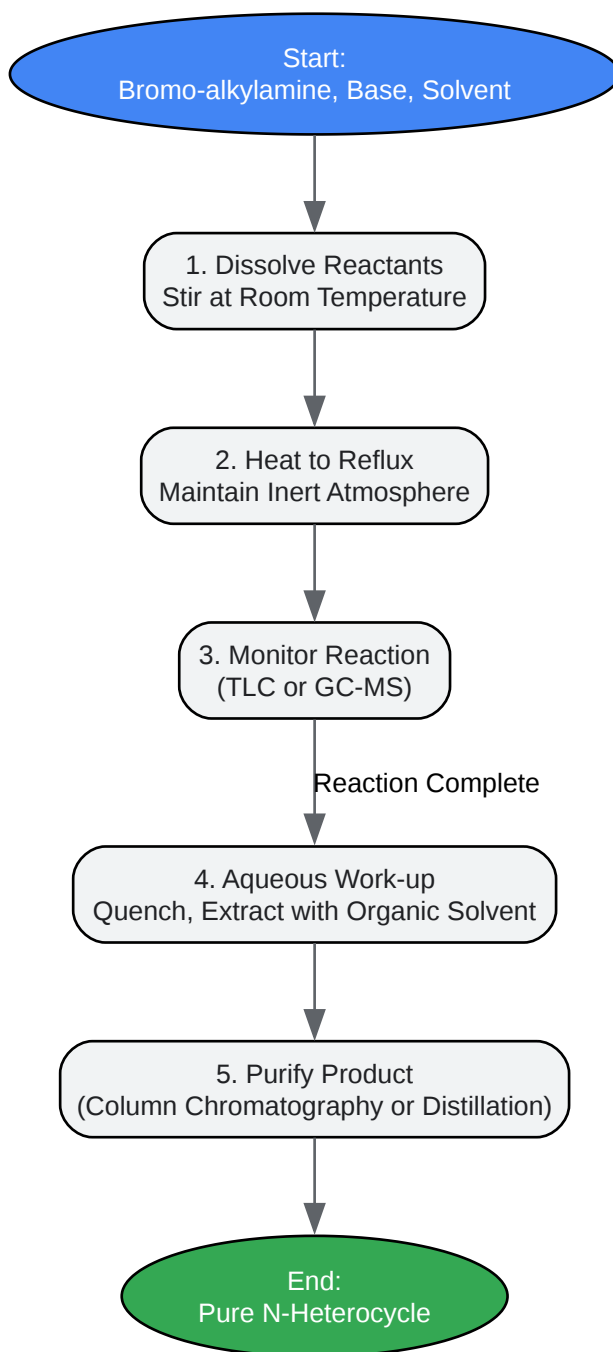 Start:
Bromo-alkylamine, Base, Solvent
1. Dissolve Reactants
Stir at Room Temperature
2. Heat to Reflux
Maintain Inert Atmosphere
3. Monitor Reaction
(TLC or GC-MS)
Reaction Complete
4. Aqueous Work-up
Quench, Extract with Organic Solvent
5. Purify Product
(Column Chromatography or Distillation)
End:
Pure N-Heterocycle